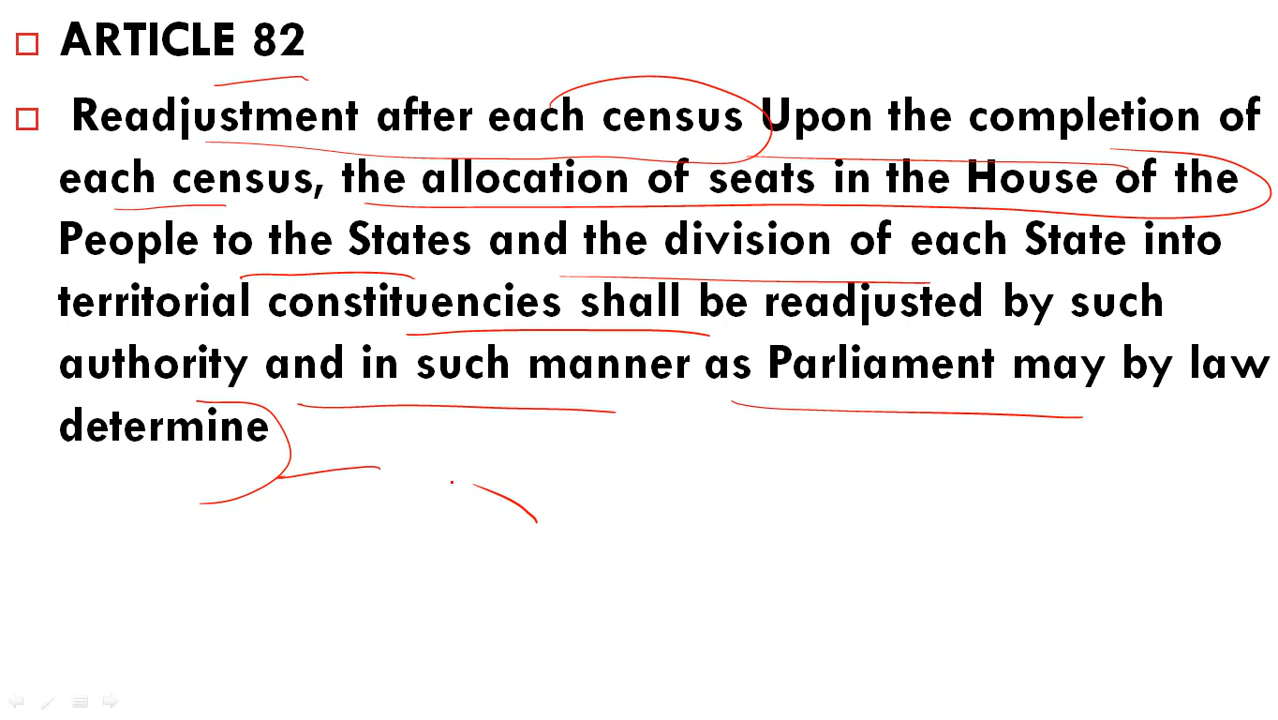 ARTICLE 82
Readjustment after each census Upon the completion of
each census, the allocation of seats in the House of the
People to the States and the division of each State into
territorial constituencies shall be readjusted by such
authority and in such manner as Parliament may by law
determine